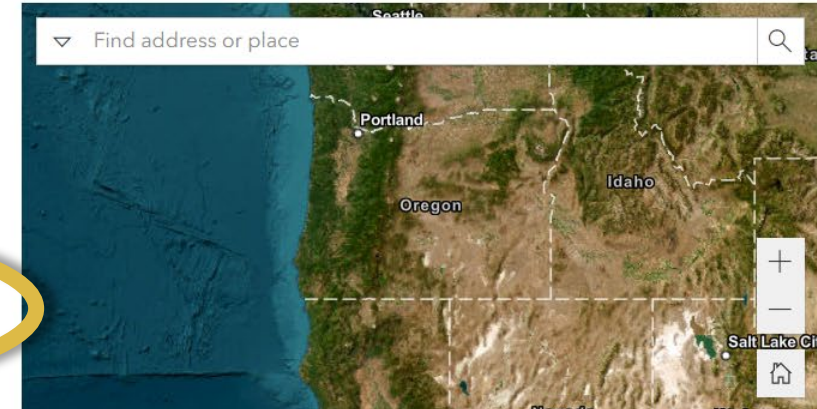 Seattle
Find address or place
Portland
Idaho
Oregon
Salt Lake Ci